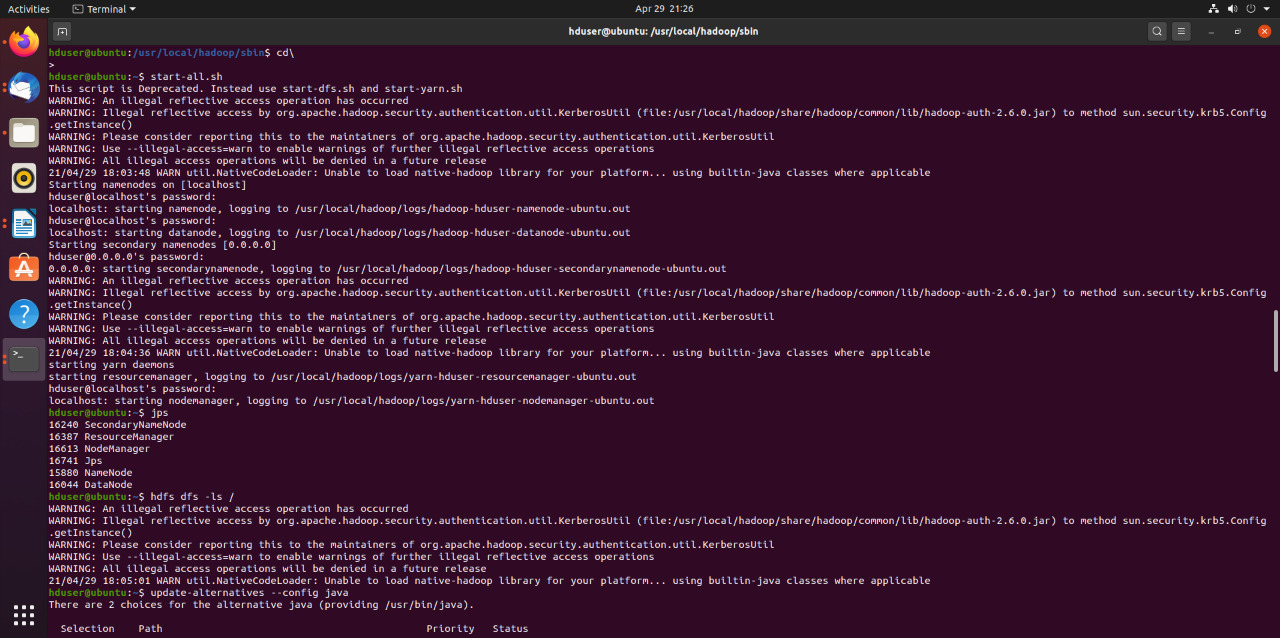 Activities Terminal Apr 29 21:26
hduser@ubuntu: /usr/local/hadoop/sbin
hduser@ubuntu:/usr/local/hadoop/sbin$ cd\
>
hduser@ubuntu:~$ start-all.sh
This script is Deprecated. Instead use start-dfs.sh and start-yarn.sh
WARNING: An illegal reflective access operation has occurred
WARNING: Illegal reflective access by org.apache.hadoop.security.authentication.util.KerberosUtil (file:/usr/local/hadoop/share/hadoop/common/lib/hadoop-auth-2.6.0.jar) to method sun.security.krb5.Config
.getInstance()
WARNING: Please consider reporting this to the maintainers of org.apache.hadoop.security.authentication.util.KerberosUtil
WARNING: Use --illegal-access=warn to enable warnings of further illegal reflective access operations
WARNING: All illegal access operations will be denied in a future release
21/04/29 18:03:48 WARN util.NativeCodeLoader: Unable to load native-hadoop library for your platform... using builtin-java classes where applicable
Starting namenodes on [localhost]
hduser@localhost's password:
localhost: starting namenode, logging to /usr/local/hadoop/logs/hadoop-hduser-namenode-ubuntu.out
hduser@localhost's password:
localhost: starting datanode, logging to /usr/local/hadoop/logs/hadoop-hduser-datanode-ubuntu.out
Starting secondary namenodes [0.0.0.0]
hduser@0.0.0.0's password:
0.0.0.0: starting secondarynamenode, logging to /usr/local/hadoop/logs/hadoop-hduser-secondarynamenode-ubuntu.out
WARNING: An illegal reflective access operation has occurred
WARNING: Illegal reflective access by org.apache.hadoop.security.authentication.util.KerberosUtil (file:/usr/local/hadoop/share/hadoop/common/lib/hadoop-auth-2.6.0.jar) to method sun.security.krb5.Config
.getInstance()
WARNING: Please consider reporting this to the maintainers of org.apache.hadoop.security.authentication.util.KerberosUtil
WARNING: Use --illegal-access=warn to enable warnings of further illegal reflective access operations
WARNING: All illegal access operations will be denied in a future release
21/04/29 18:04:36 WARN util.NativeCodeLoader: Unable to load native-hadoop library for your platform... using builtin-java classes where applicable
starting yarn daemons
starting resourcemanager, logging to /usr/local/hadoop/logs/yarn-hduser-resourcemanager-ubuntu.out
hduser@localhost's password:
localhost: starting nodemanager, logging to /usr/local/hadoop/logs/yarn-hduser-nodemanager-ubuntu.out
hduser@ubuntu:~$ jps
16240 SecondaryNameNode
16387 ResourceManager
16613 NodeManager
16741 Jps
15880 NameNode
16044 DataNode
hduser@ubuntu:~$ hdfs dfs -ls /
WARNING: An illegal reflective access operation has occurred
WARNING: Illegal reflective access by org.apache.hadoop.security.authentication.util.KerberosUtil (file:/usr/local/hadoop/share/hadoop/common/lib/hadoop-auth-2.6.0.jar) to method sun.security.krb5.Config
.getInstance()
WARNING: Please consider reporting this to the maintainers of org.apache.hadoop.security.authentication.util.KerberosUtil
WARNING: Use --illegal-access=warn to enable warnings of further illegal reflective access operations
WARNING: All illegal access operations will be denied in a future release
21/04/29 18:05:01 WARN util.NativeCodeLoader: Unable to load native-hadoop library for your platform... using builtin-java classes where applicable
hduser@ubuntu:~$ update-alternatives --config java
There are 2 choices for the alternative java (providing /usr/bin/java).
Selection Path Priority Status